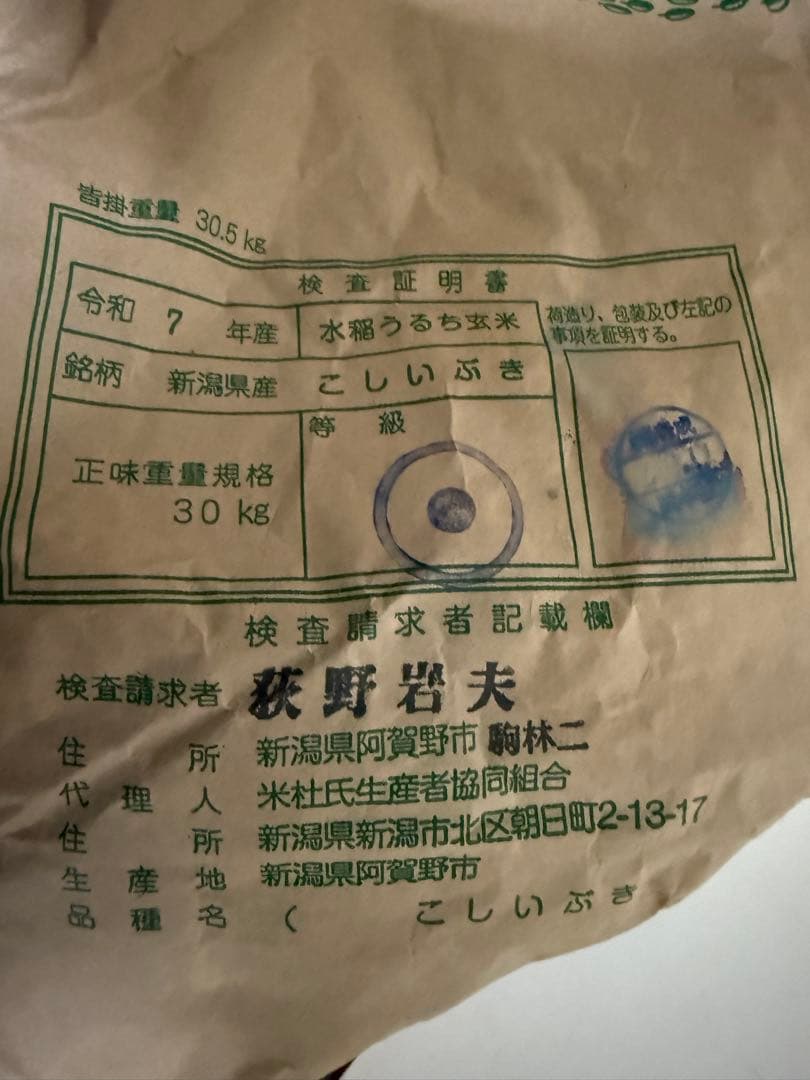 皆掛重量 30.5 kg
検査証明書
令和 7 年産
水稲うるち玄米
荷造り、包装及び左記の
事項を証明する。
銘柄 新潟県産 こしいぶき
正味重量規格
30 kg
等級
検査請求者記載欄
検査請求者 荻野岩夫
住所 新潟県阿賀野市 駒林二
代理人 米杜氏生産者協同組合
住所 新潟県新潟市北区朝日町2-13-17
生産地 新潟県阿賀野市
品種名 ( こしいぶき